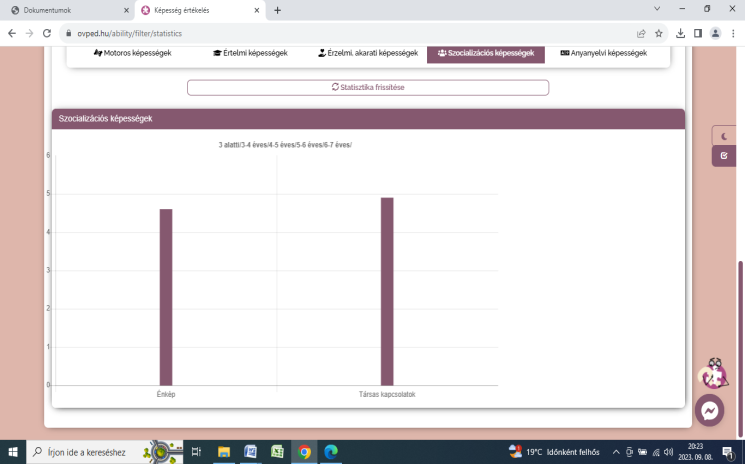 Dokumentumok
Képesség értékelés
ovped.hu/ability/filter/statistics
Motoros képességek
Értelmi képességek
Érzelmi, akarati képességek
Szocializációs képességek
Anyanyelvi képességek
Statisztika frissítése
Szocializációs képességek
3 alatti/3-4 éves/4-5 éves/5-6 éves/6-7 éves/
6
5
4
3
2
1
0
Énkép
Társas kapcsolatok
Írjon ide a kereséshez
19°C Időnként felhős
20:23
2023. 09. 08.